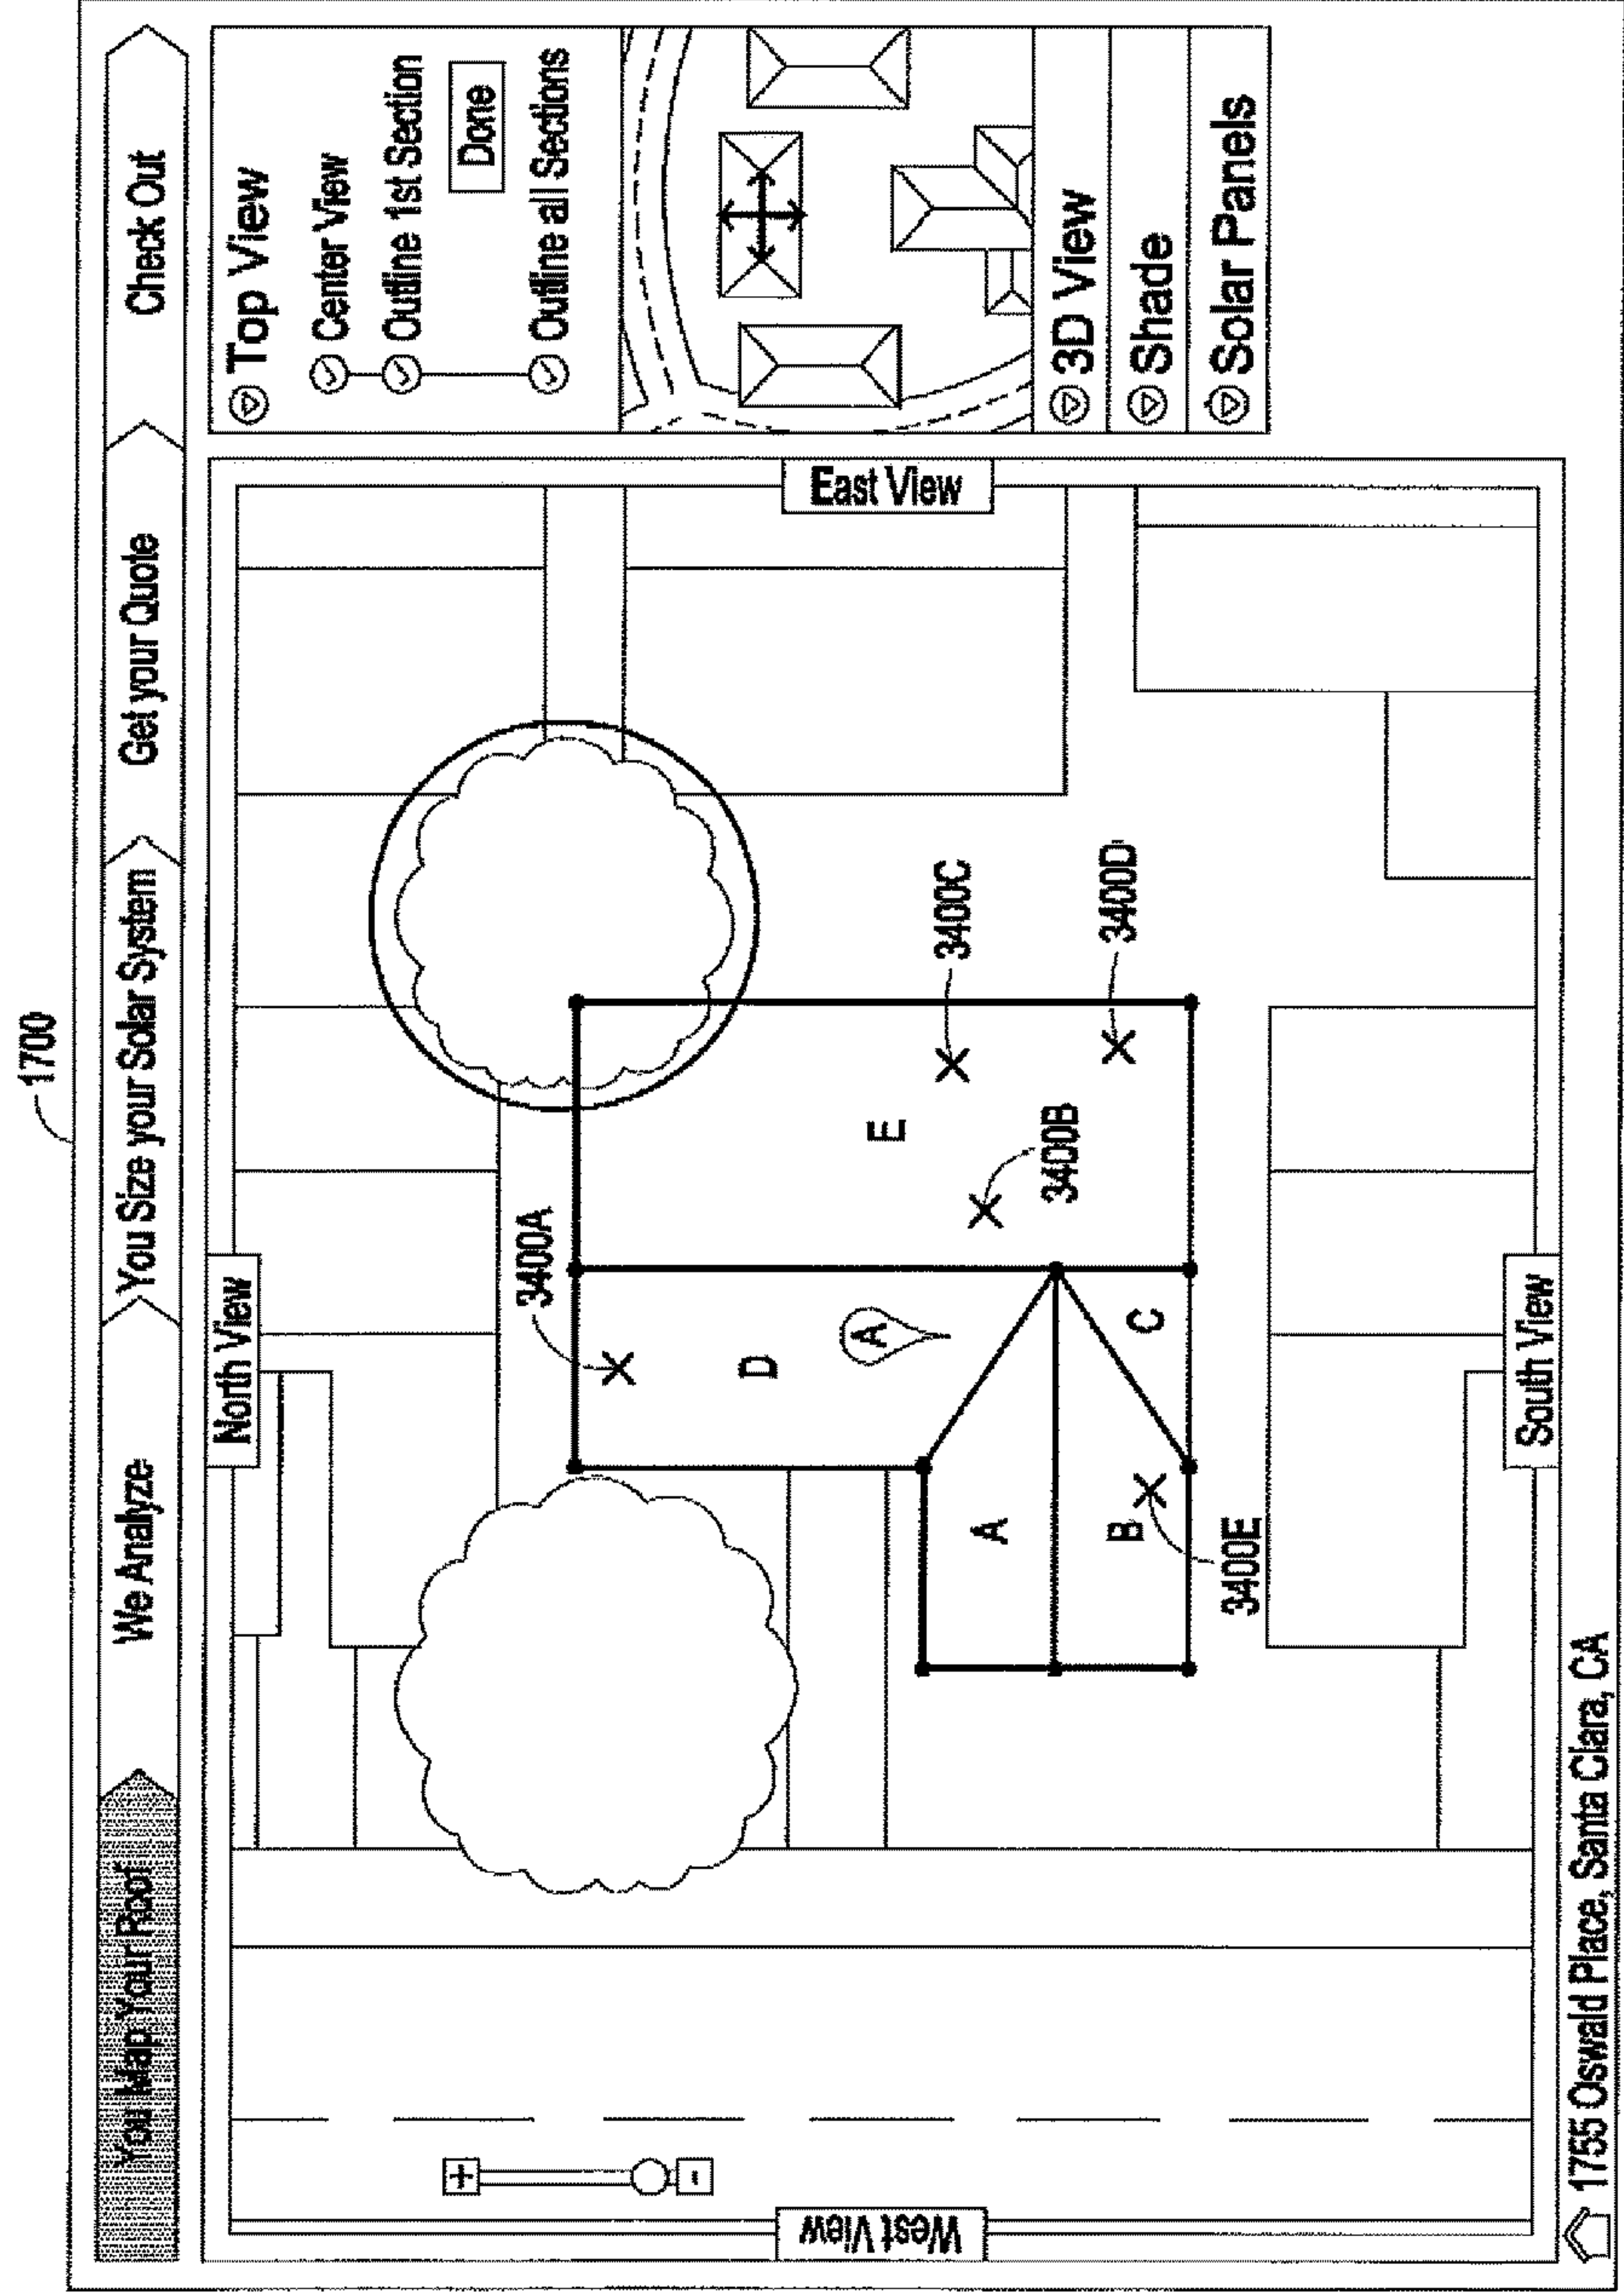 1700
You Map Your Roof
We Analyze
You Size your Solar System
Get your Quote
Check Out
North View
Top View
Center View
Outline 1st Section
Done
Outline all Sections
3D View
Shade
Solar Panels
West View
East View
+
-
3400A
D
A
E
3400C
3400B
3400D
A
B
C
3400E
South View
1755 Oswald Place, Santa Clara, CA